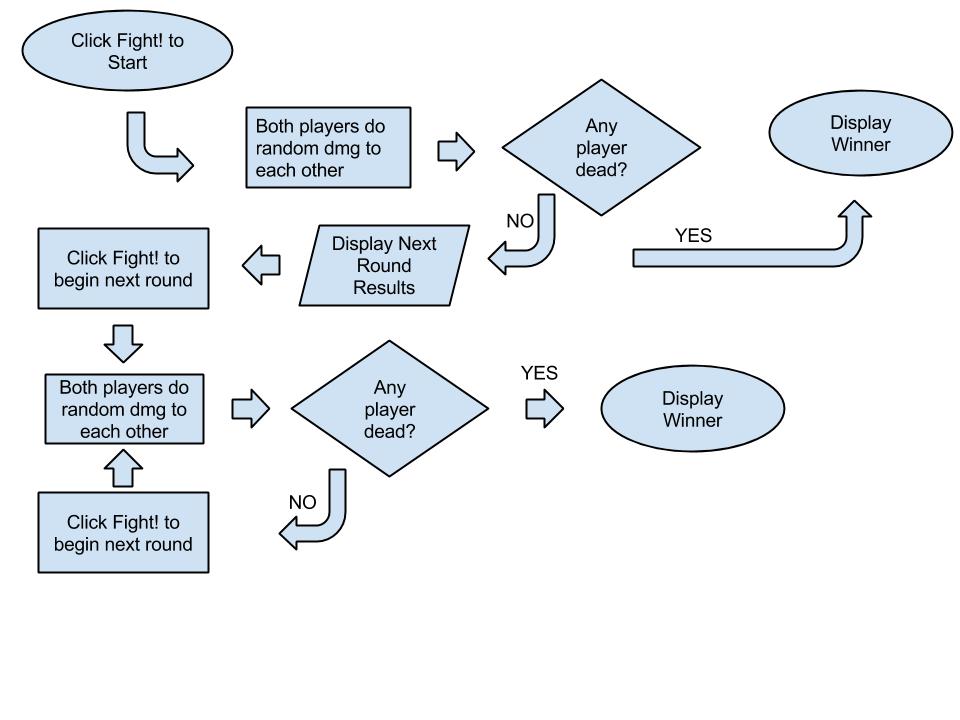 Click Fight! to
Start
Both players do
random dmg to
each other
Any
player
dead?
Display
Winner
NO
YES
Display Next
Round
Results
Click Fight! to
begin next round
Both players do
random dmg to
each other
Any
player
dead?
YES
Display
Winner
NO
Click Fight! to
begin next round